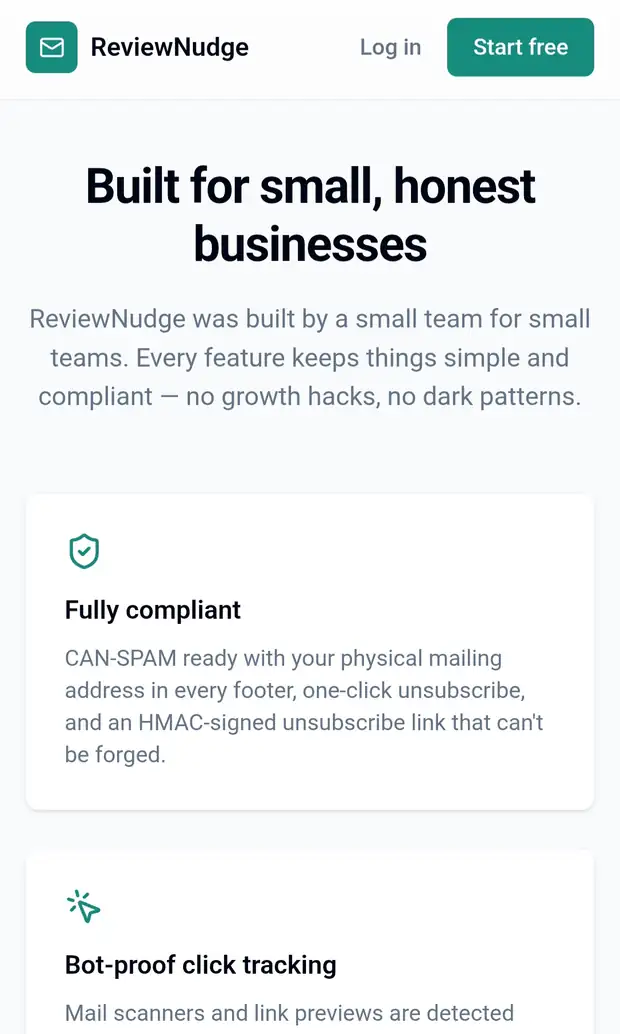 ReviewNudge
Log in
Start free
Built for small, honest
businesses
ReviewNudge was built by a small team for small
teams. Every feature keeps things simple and
compliant — no growth hacks, no dark patterns.
Fully compliant
CAN-SPAM ready with your physical mailing
address in every footer, one-click unsubscribe,
and an HMAC-signed unsubscribe link that can't
be forged.
Bot-proof click tracking
Mail scanners and link previews are detected